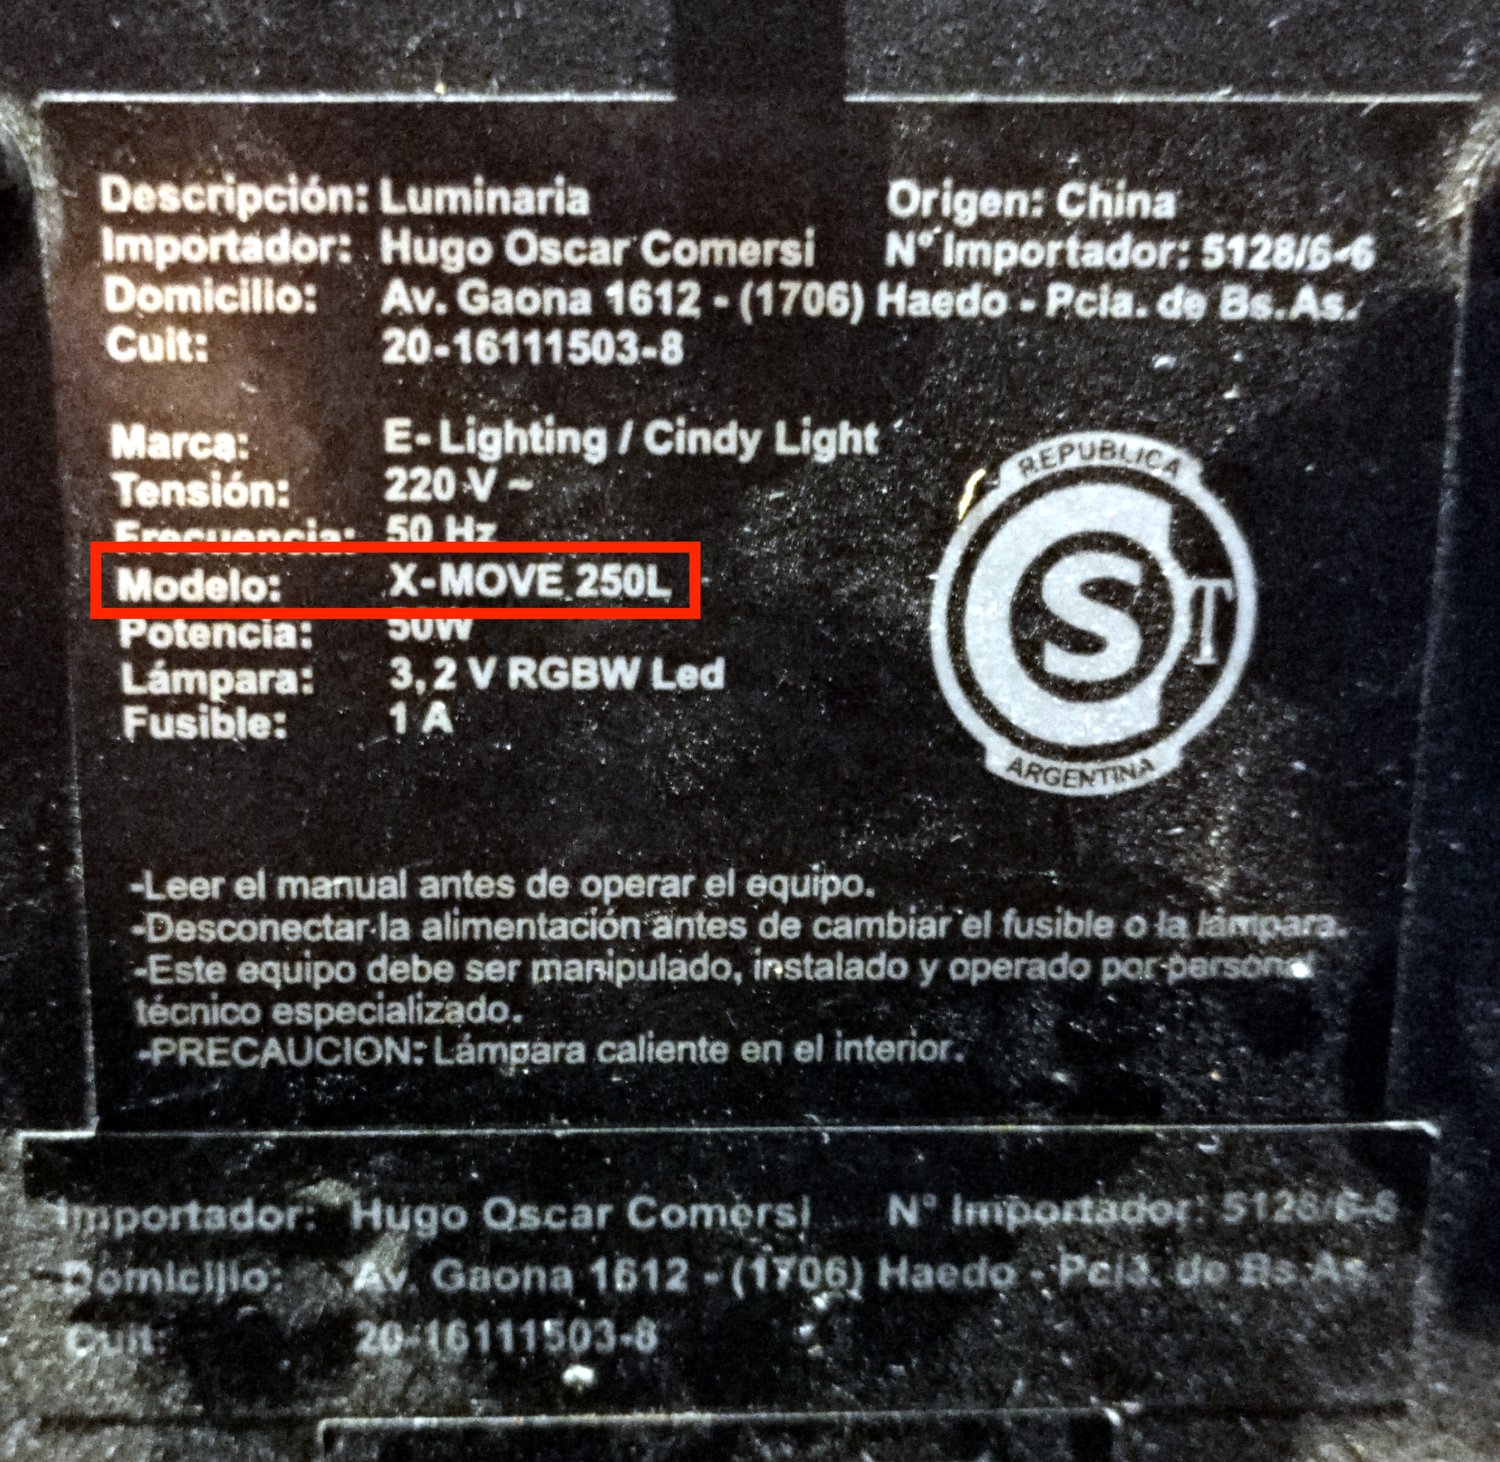 Descripción: Luminaria Origen: China
Importador: Hugo Oscar Comersi N° Importador: 5128/6-6
Domicilio: Av. Gaona 1612 - (1706) Haedo - Pcia. de Bs.As.
Cuit: 20-16111503-8
Marca: E-Lighting / Cindy Light
Tensión: 220 V ~
Frecuencia: 50 Hz
Modelo: X-MOVE 250L
Potencia: 50W
Lámpara: 3,2 V RGBW Led
Fusible: 1 A
REPUBLICA
S T
ARGENTINA
-Leer el manual antes de operar el equipo.
-Desconectar la alimentación antes de cambiar el fusible o la lámpara.
-Este equipo debe ser manipulado, instalado y operado por personal
técnico especializado.
-PRECAUCION: Lámpara caliente en el interior.
Importador: Hugo Oscar Comersi N° Importador: 5128/6-6
Domicilio: Av. Gaona 1612 - (1706) Haedo - Pcia. de Bs.As.
Cuit: 20-16111503-8